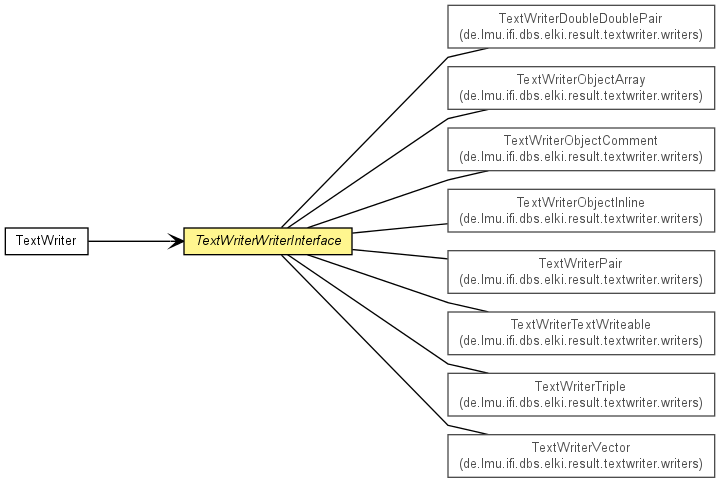 TextWriterDoubleDoublePair
(de.lmu.ifi.dbs.elki.result.textwriter.writers)
TextWriterObjectArray
(de.lmu.ifi.dbs.elki.result.textwriter.writers)
TextWriterObjectComment
(de.lmu.ifi.dbs.elki.result.textwriter.writers)
TextWriterObjectInline
(de.lmu.ifi.dbs.elki.result.textwriter.writers)
TextWriter
TextWriterWriterInterface
TextWriterPair
(de.lmu.ifi.dbs.elki.result.textwriter.writers)
TextWriterTextWriteable
(de.lmu.ifi.dbs.elki.result.textwriter.writers)
TextWriterTriple
(de.lmu.ifi.dbs.elki.result.textwriter.writers)
TextWriterVector
(de.lmu.ifi.dbs.elki.result.textwriter.writers)